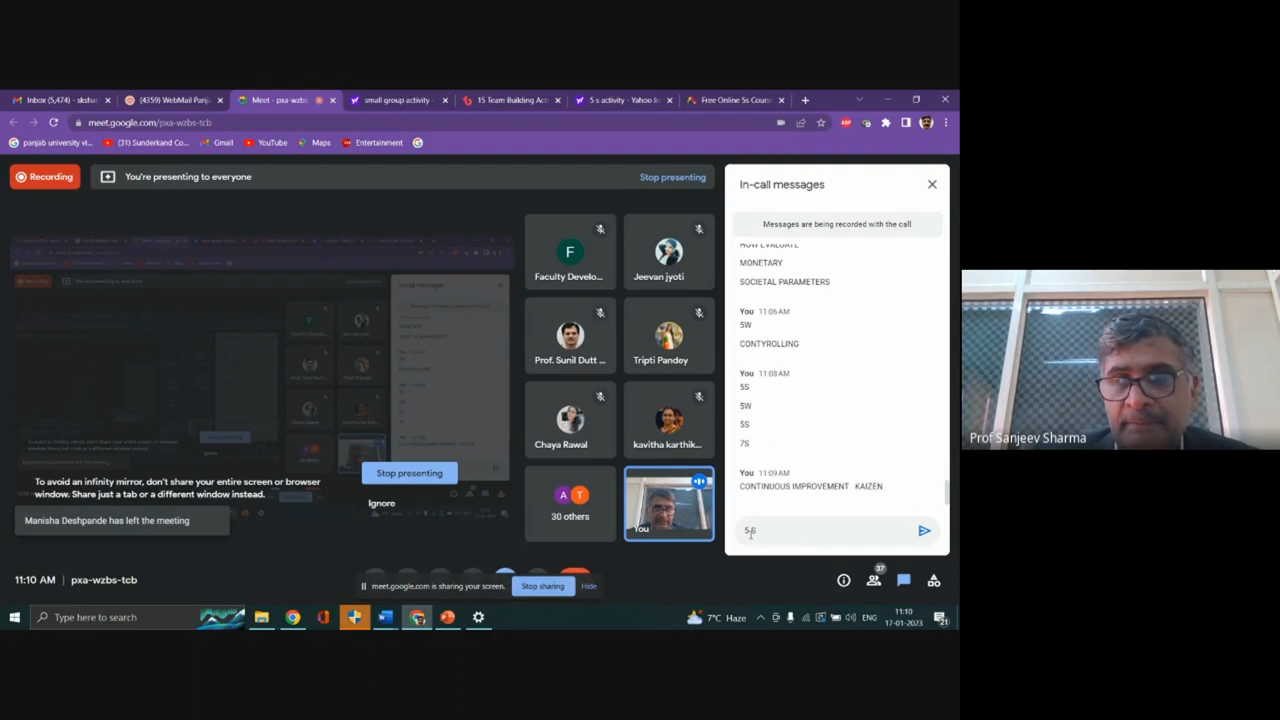 Inbox (5,474) - skshar
(4359) WebMail Panja
Meet - pxa-wzbs
small group activity
15 Team Building Act
5 s activity - Yahoo In
Free Online 5s Course
meet.google.com/pxa-wzbs-tcb
panjab university vi...
(31) Sunderkand Co...
Gmail
YouTube
Maps
Entertainment
Recording
You're presenting to everyone
Stop presenting
In-call messages
Messages are being recorded with the call
HOW EVALUATE
MONETARY
SOCIETAL PARAMETERS
You 11:06 AM
5W
CONTYROLLING
You 11:08 AM
5S
5W
5S
7S
You 11:09 AM
CONTINUOUS IMPROVEMENT KAIZEN
F
Faculty Develo...
Jeevan jyoti
Prof. Sunil Dutt ...
Tripti Pandey
Chaya Rawal
kavitha karthik...
A T
30 others
You
Stop presenting
Ignore
To avoid an infinity mirror, don't share your entire screen or browser
window. Share just a tab or a different window instead.
Manisha Deshpande has left the meeting
11:10 AM | pxa-wzbs-tcb
meet.google.com is sharing your screen.
Stop sharing
Hide
37
Type here to search
7°C Haze
ENG
11:10
17-01-2023
21
Prof Sanjeev Sharma